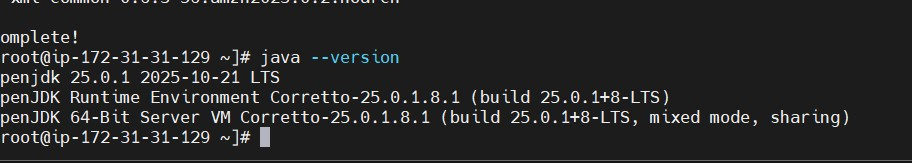 omplete!
root@ip-172-31-31-129 ~]# java --version
penjdk 25.0.1 2025-10-21 LTS
penJDK Runtime Environment Corretto-25.0.1.8.1 (build 25.0.1+8-LTS)
penJDK 64-Bit Server VM Corretto-25.0.1.8.1 (build 25.0.1+8-LTS, mixed mode, sharing)
root@ip-172-31-31-129 ~]#